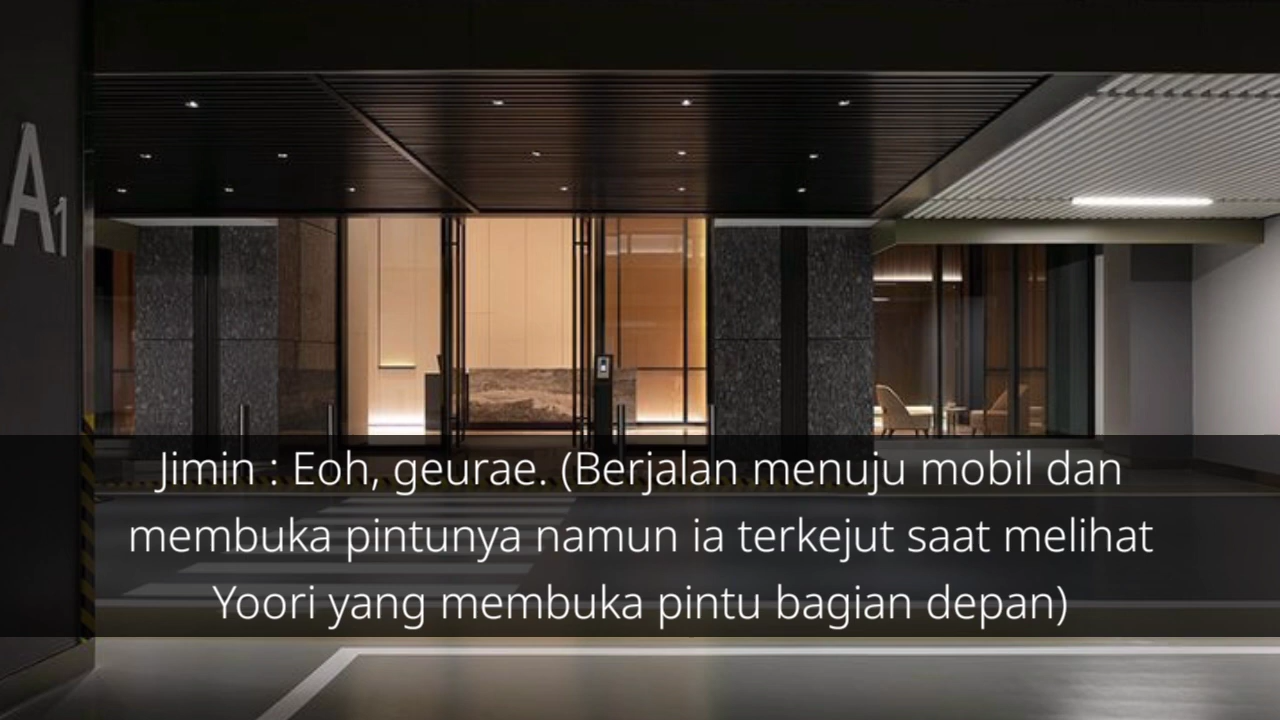 A1
Jimin : Eoh, geurae. (Berjalan menuju mobil dan
membuka pintunya namun ia terkejut saat melihat
Yoori yang membuka pintu bagian depan)